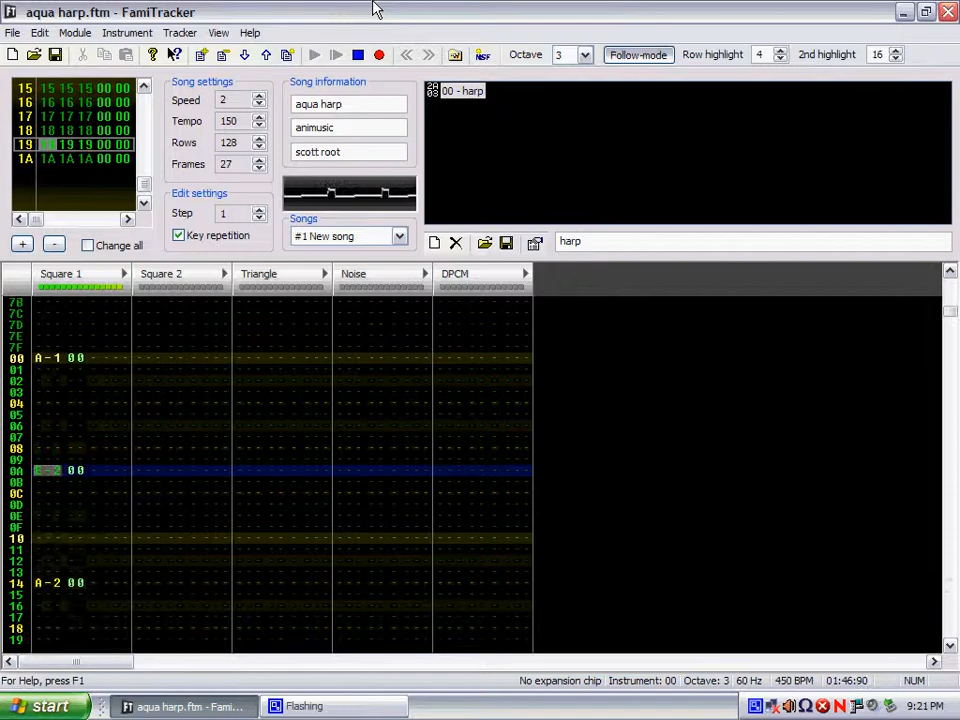 aqua harp.ftm - FamiTracker
File Edit Module Instrument Tracker View Help
Octave 3 Follow-mode Row highlight 4 2nd highlight 16
15 15 15 15 00 00
16 16 16 16 00 00
17 17 17 17 00 00
18 18 18 18 00 00
19 19 19 00 00
1A 1A 1A 1A 00 00
Change all
Song settings
Speed 2
Tempo 150
Rows 128
Frames 27
Edit settings
Step 1
Key repetition
Song information
aqua harp
animusic
scott root
Songs
#1 New song
00 - harp
harp
Square 1 Square 2 Triangle Noise DPCM
7B
7C
7D
7E
7F
00 A-1 00
01
02
03
04
05
06
07
08
09
0A 00
0B
0C
0D
0E
0F
10
11
12
13
14 A-2 00
15
16
17
18
19
For Help, press F1 No expansion chip Instrument: 00 Octave: 3 60 Hz 450 BPM 01:46:90 NUM
start aqua harp.ftm - Fami... Flashing 9:21 PM